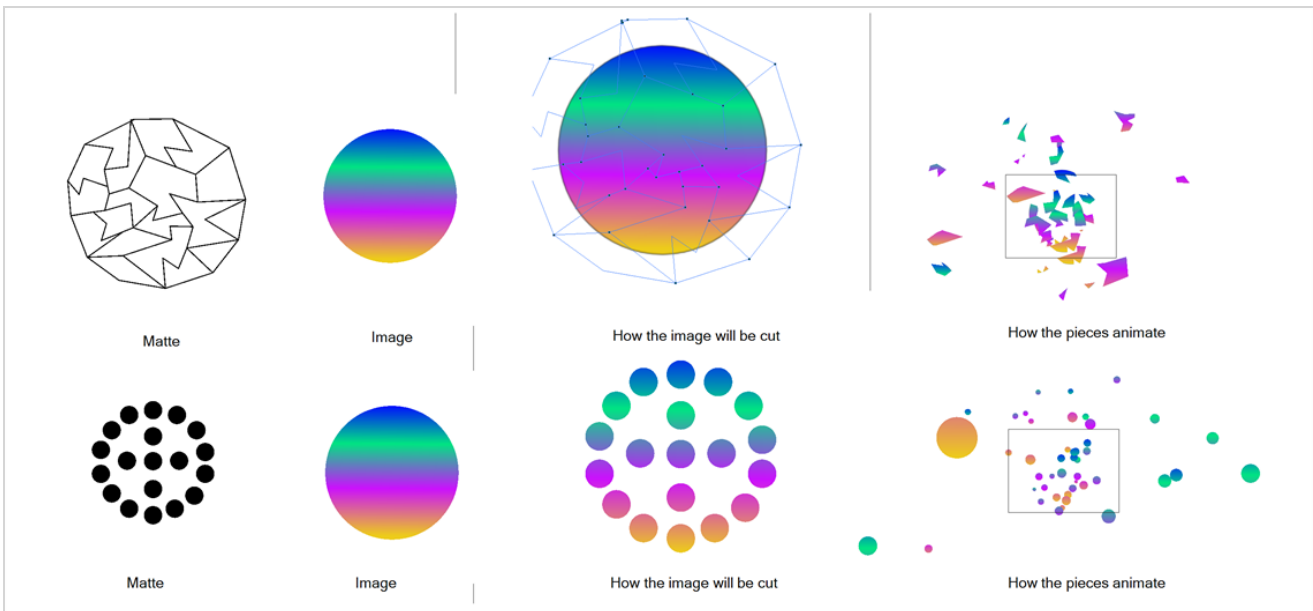 Matte
Image
How the image will be cut
How the pieces animate
Matte
Image
How the image will be cut
How the pieces animate